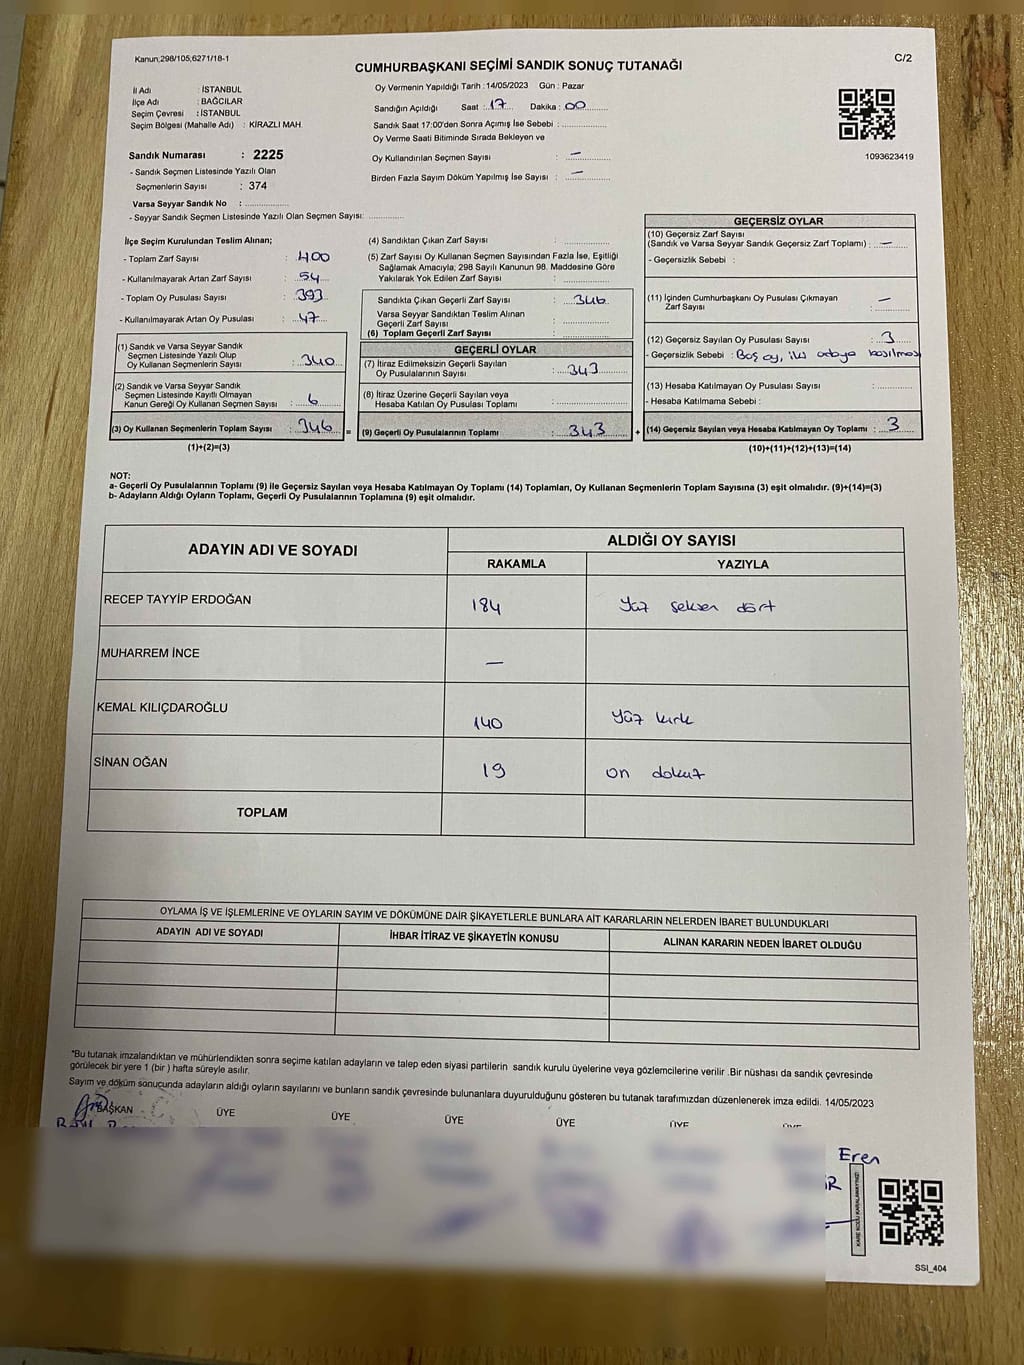 Kanun;298/105;6271/18-1
C/2
CUMHURBAŞKANI SEÇİMİ SANDIK SONUÇ TUTANAĞI
İl Adı : İSTANBUL
İlçe Adı : BAĞCILAR
Seçim Çevresi : İSTANBUL
Seçim Bölgesi (Mahalle Adı) : KİRAZLI MAH.
Oy Vermenin Yapıldığı Tarih : 14/05/2023 Gün : Pazar
Sandığın Açıldığı Saat : 17 Dakika : 00
Sandık Saat 17:00'den Sonra Açımış İse Sebebi :
Oy Verme Saati Bitiminde Sırada Bekleyen ve
Oy Kullandırılan Seçmen Sayısı : —
Birden Fazla Sayım Döküm Yapılmış İse Sayısı : —
1093623419
Sandık Numarası : 2225
- Sandık Seçmen Listesinde Yazılı Olan
Seçmenlerin Sayısı : 374
Varsa Seyyar Sandık No :
- Seyyar Sandık Seçmen Listesinde Yazılı Olan Seçmen Sayısı:
İlçe Seçim Kurulundan Teslim Alınan;
- Toplam Zarf Sayısı : 400
- Kullanılmayarak Artan Zarf Sayısı : 54
- Toplam Oy Pusulası Sayısı : 393
- Kullanılmayarak Artan Oy Pusulası : 47
(1) Sandık ve Varsa Seyyar Sandık
Seçmen Listesinde Yazılı Olup
Oy Kullanan Seçmenlerin Sayısı : 340
(2) Sandık ve Varsa Seyyar Sandık
Seçmen Listesinde Kayıtlı Olmayan
Kanun Gereği Oy Kullanan Seçmen Sayısı : 6
(3) Oy Kullanan Seçmenlerin Toplam Sayısı : 346 =
(1)+(2)=(3)
(4) Sandıktan Çıkan Zarf Sayısı :
(5) Zarf Sayısı Oy Kullanan Seçmen Sayısından Fazla İse, Eşitliği
Sağlamak Amacıyla; 298 Sayılı Kanunun 98. Maddesine Göre
Yakılarak Yok Edilen Zarf Sayısı :
Sandıkta Çıkan Geçerli Zarf Sayısı : 346
Varsa Seyyar Sandıktan Teslim Alınan
Geçerli Zarf Sayısı :
(6) Toplam Geçerli Zarf Sayısı :
GEÇERLİ OYLAR
(7) İtiraz Edilmeksizin Geçerli Sayılan
Oy Pusulalarının Sayısı : 343
(8) İtiraz Üzerine Geçerli Sayılan veya
Hesaba Katılan Oy Pusulası Toplamı :
(9) Geçerli Oy Pusulalarının Toplamı : 343 +
GEÇERSİZ OYLAR
(10) Geçersiz Zarf Sayısı
(Sandık ve Varsa Seyyar Sandık Geçersiz Zarf Toplamı) : —
- Geçersizlik Sebebi :
(11) İçinden Cumhurbaşkanı Oy Pusulası Çıkmayan
Zarf Sayısı : —
(12) Geçersiz Sayılan Oy Pusulası Sayısı : 3
- Geçersizlik Sebebi : Boş oy, iki adaya basılması
(13) Hesaba Katılmayan Oy Pusulası Sayısı :
- Hesaba Katılmama Sebebi :
(14) Geçersiz Sayılan veya Hesaba Katılmayan Oy Toplamı : 3
(10)+(11)+(12)+(13)=(14)
NOT:
a- Geçerli Oy Pusulalarının Toplamı (9) ile Geçersiz Sayılan veya Hesaba Katılmayan Oy Toplamı (14) Toplamları, Oy Kullanan Seçmenlerin Toplam Sayısına (3) eşit olmalıdır. (9)+(14)=(3)
b- Adayların Aldığı Oyların Toplamı, Geçerli Oy Pusulalarının Toplamına (9) eşit olmalıdır.
ADAYIN ADI VE SOYADI
ALDIĞI OY SAYISI
RAKAMLA YAZIYLA
RECEP TAYYİP ERDOĞAN 184 Yüz seksen dört
MUHARREM İNCE —
KEMAL KILIÇDAROĞLU 140 Yüz kırk
SİNAN OĞAN 19 on dokuz
TOPLAM
OYLAMA İŞ VE İŞLEMLERİNE VE OYLARIN SAYIM VE DÖKÜMÜNE DAİR ŞİKAYETLERLE BUNLARA AİT KARARLARIN NELERDEN İBARET BULUNDUKLARI
ADAYIN ADI VE SOYADI İHBAR İTİRAZ VE ŞİKAYETİN KONUSU ALINAN KARARIN NEDEN İBARET OLDUĞU
*Bu tutanak imzalandıktan ve mühürlendikten sonra seçime katılan adayların ve talep eden siyasi partilerin sandık kurulu üyelerine veya gözlemcilerine verilir .Bir nüshası da sandık çevresinde
görülecek bir yere 1 (bir ) hafta süreyle asılır.
Sayım ve döküm sonucunda adayların aldığı oyların sayılarını ve bunların sandık çevresinde bulunanlara duyurulduğunu gösteren bu tutanak tarafımızdan düzenlenerek imza edildi. 14/05/2023
BAŞKAN ÜYE ÜYE ÜYE ÜYE ÜYE ÜYE
Eren
KARE KODU KARALAMAYINIZ!
SSI_404